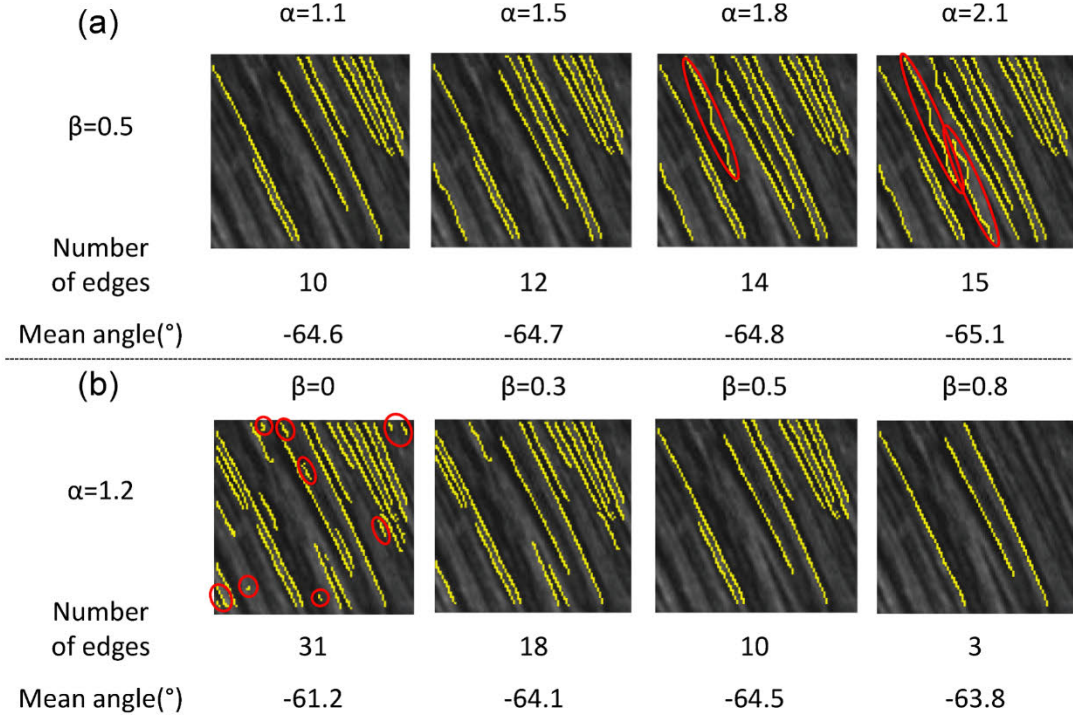 (a) α=1.1 α=1.5 α=1.8 α=2.1
β=0.5
Number
of edges 10 12 14 15
Mean angle(°) -64.6 -64.7 -64.8 -65.1
(b) β=0 β=0.3 β=0.5 β=0.8
α=1.2
Number
of edges 31 18 10 3
Mean angle(°) -61.2 -64.1 -64.5 -63.8